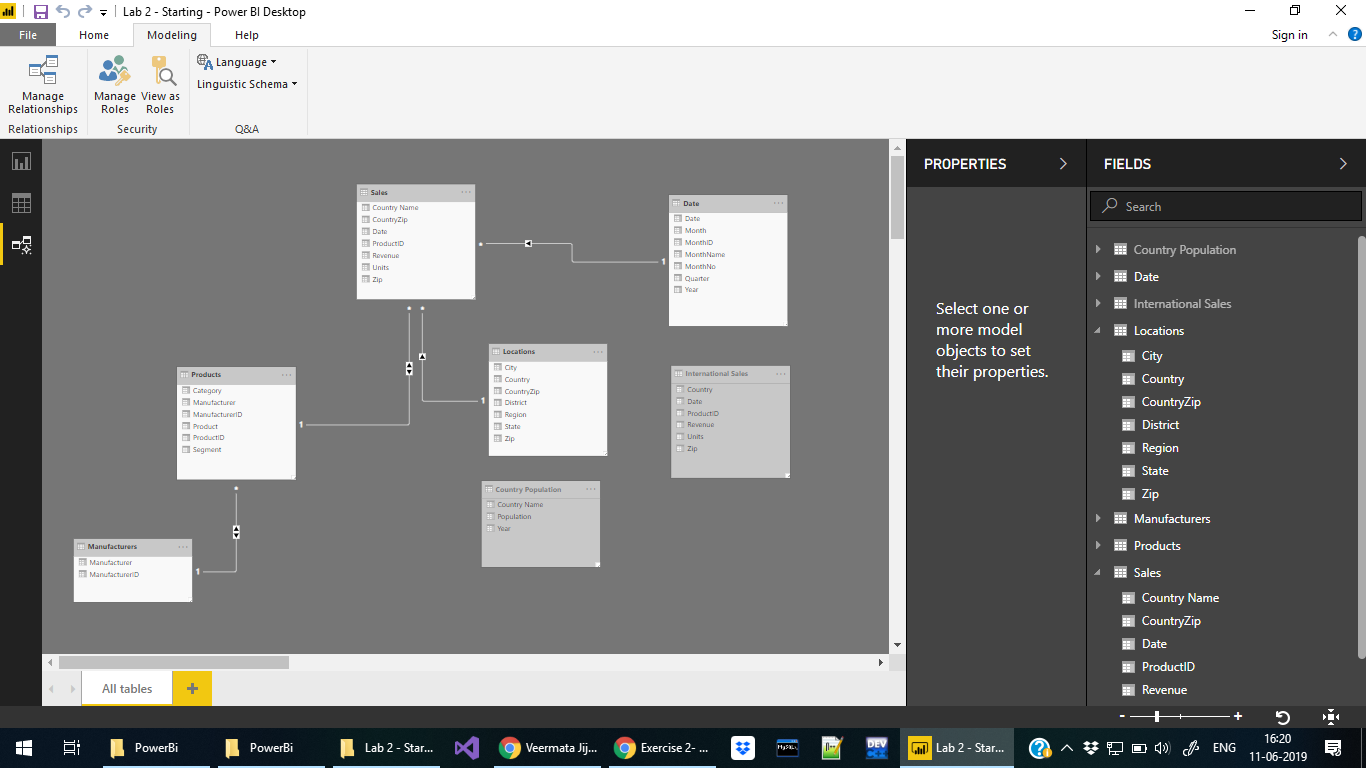 Lab 2 - Starting - Power BI Desktop
File Home Modeling Help Sign in
Manage Relationships
Manage Roles
View as Roles
Language
Linguistic Schema
Relationships Security Q&A
Sales
Country Name
CountryZip
Date
ProductID
Revenue
Units
Zip
Date
Date
Month
MonthID
MonthName
MonthNo
Quarter
Year
1
Products
Category
Manufacturer
ManufacturerID
Product
ProductID
Segment
1
Locations
City
Country
CountryZip
District
Region
State
Zip
1
International Sales
Country
Date
ProductID
Revenue
Units
Zip
Country Population
Country Name
Population
Year
Manufacturers
Manufacturer
ManufacturerID
1
All tables
PROPERTIES
Select one or
more model
objects to set
their properties.
FIELDS
Search
Country Population
Date
International Sales
Locations
City
Country
CountryZip
District
Region
State
Zip
Manufacturers
Products
Sales
Country Name
CountryZip
Date
ProductID
Revenue
PowerBi PowerBi Lab 2 - Star... Veermata Jij... Exercise 2- ... MySQL DEV Lab 2 - Star... ENG
16:20
11-06-2019